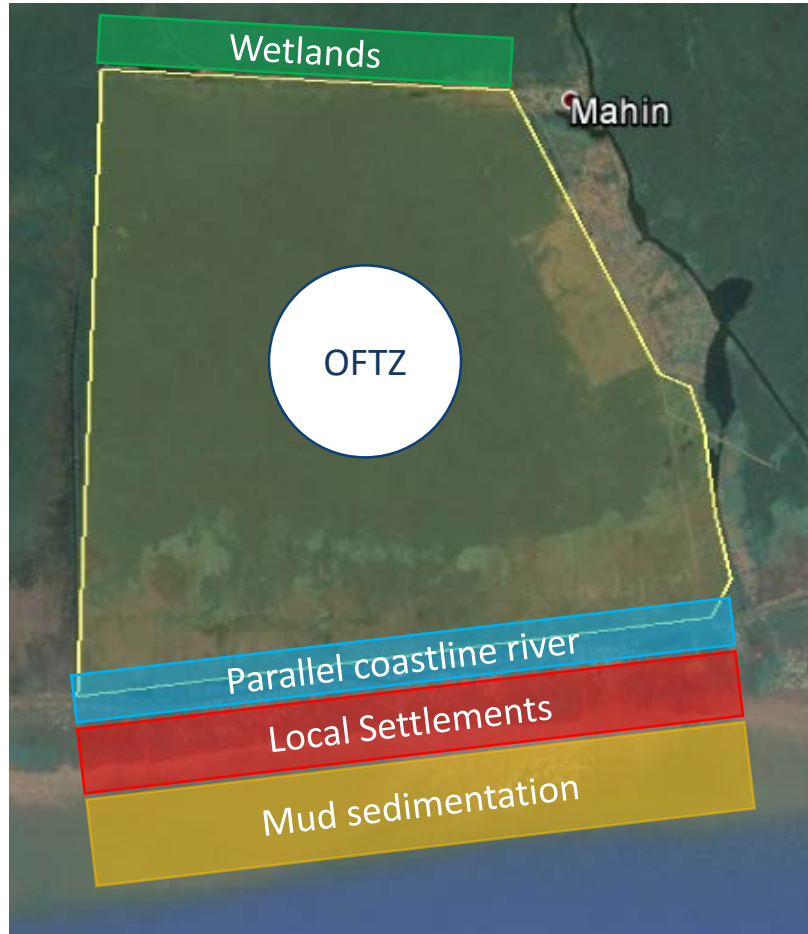 Wetlands
Mahin
OFTZ
Parallel coastline river
Local Settlements
Mud sedimentation